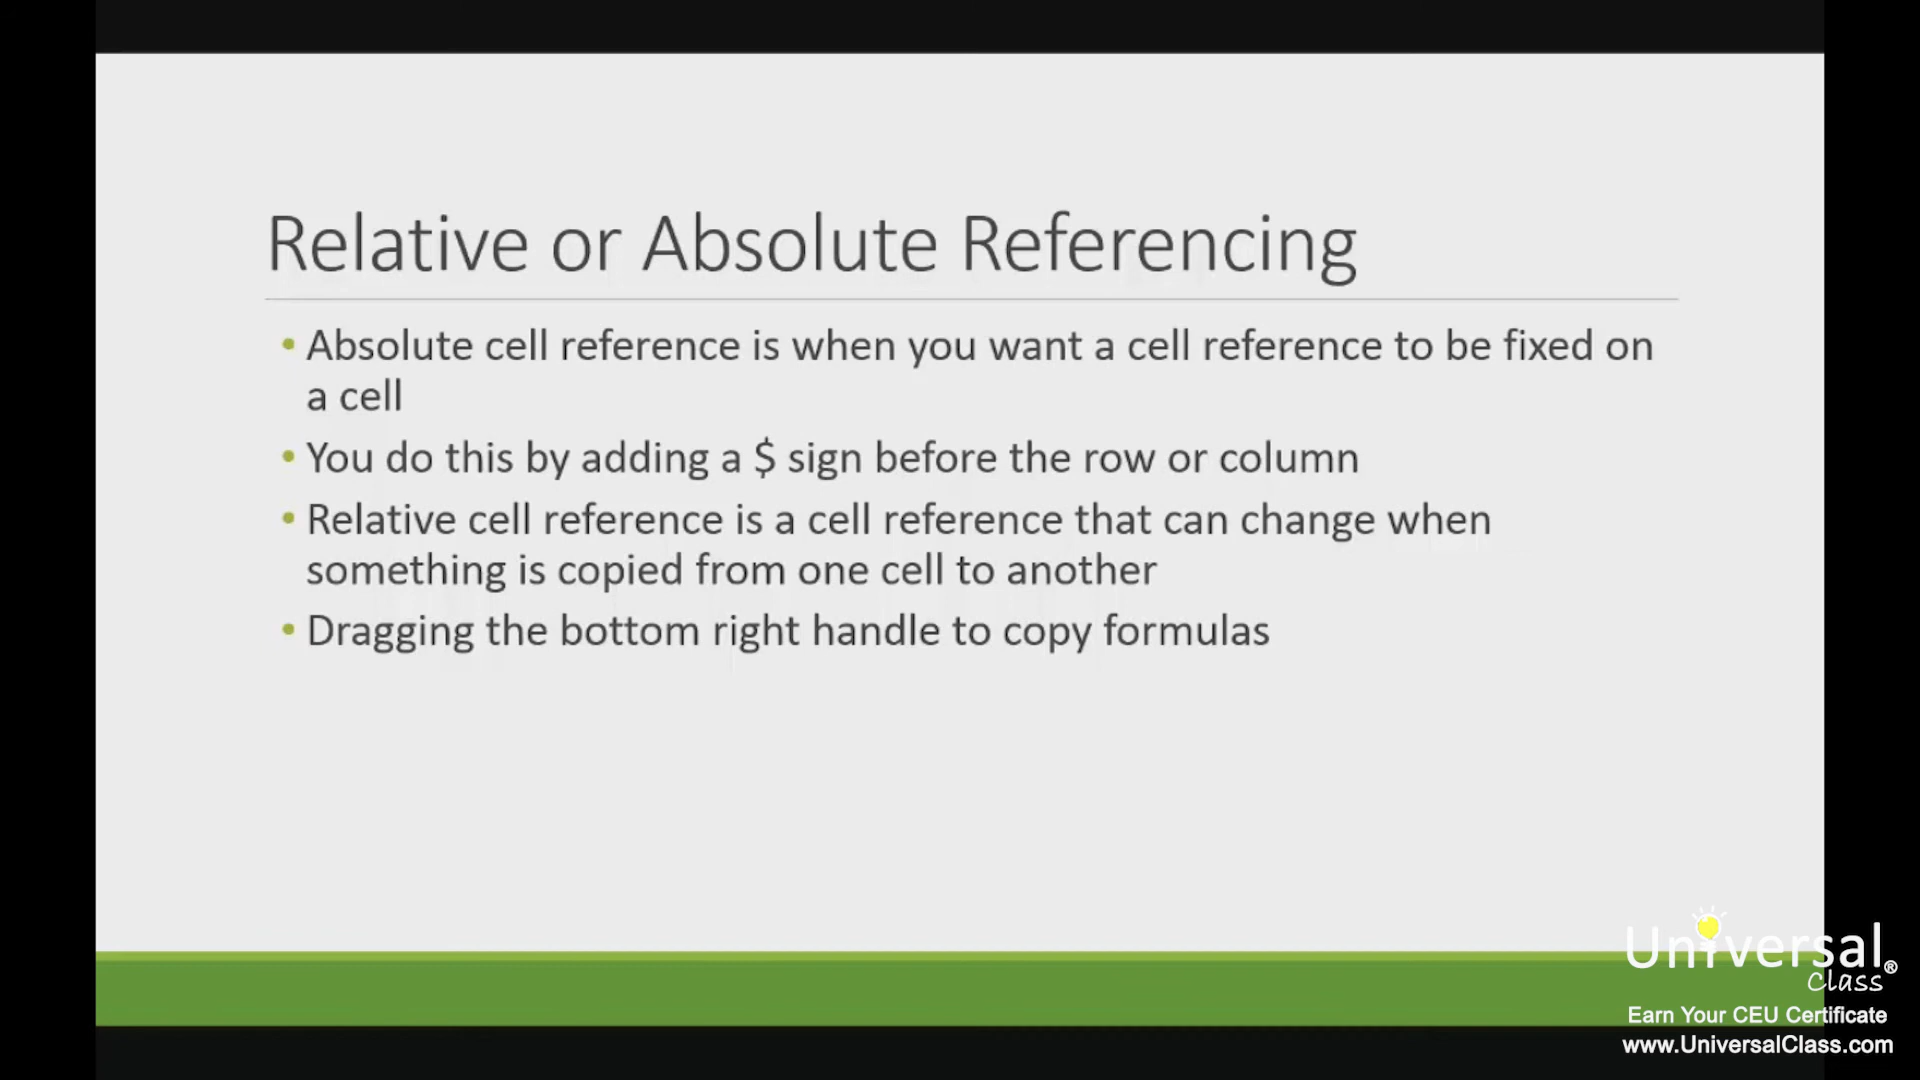 Relative or Absolute Referencing
• Absolute cell reference is when you want a cell reference to be fixed on
a cell
• You do this by adding a $ sign before the row or column
• Relative cell reference is a cell reference that can change when
something is copied from one cell to another
• Dragging the bottom right handle to copy formulas
Universal®
Class
Earn Your CEU Certificate
www.UniversalClass.com